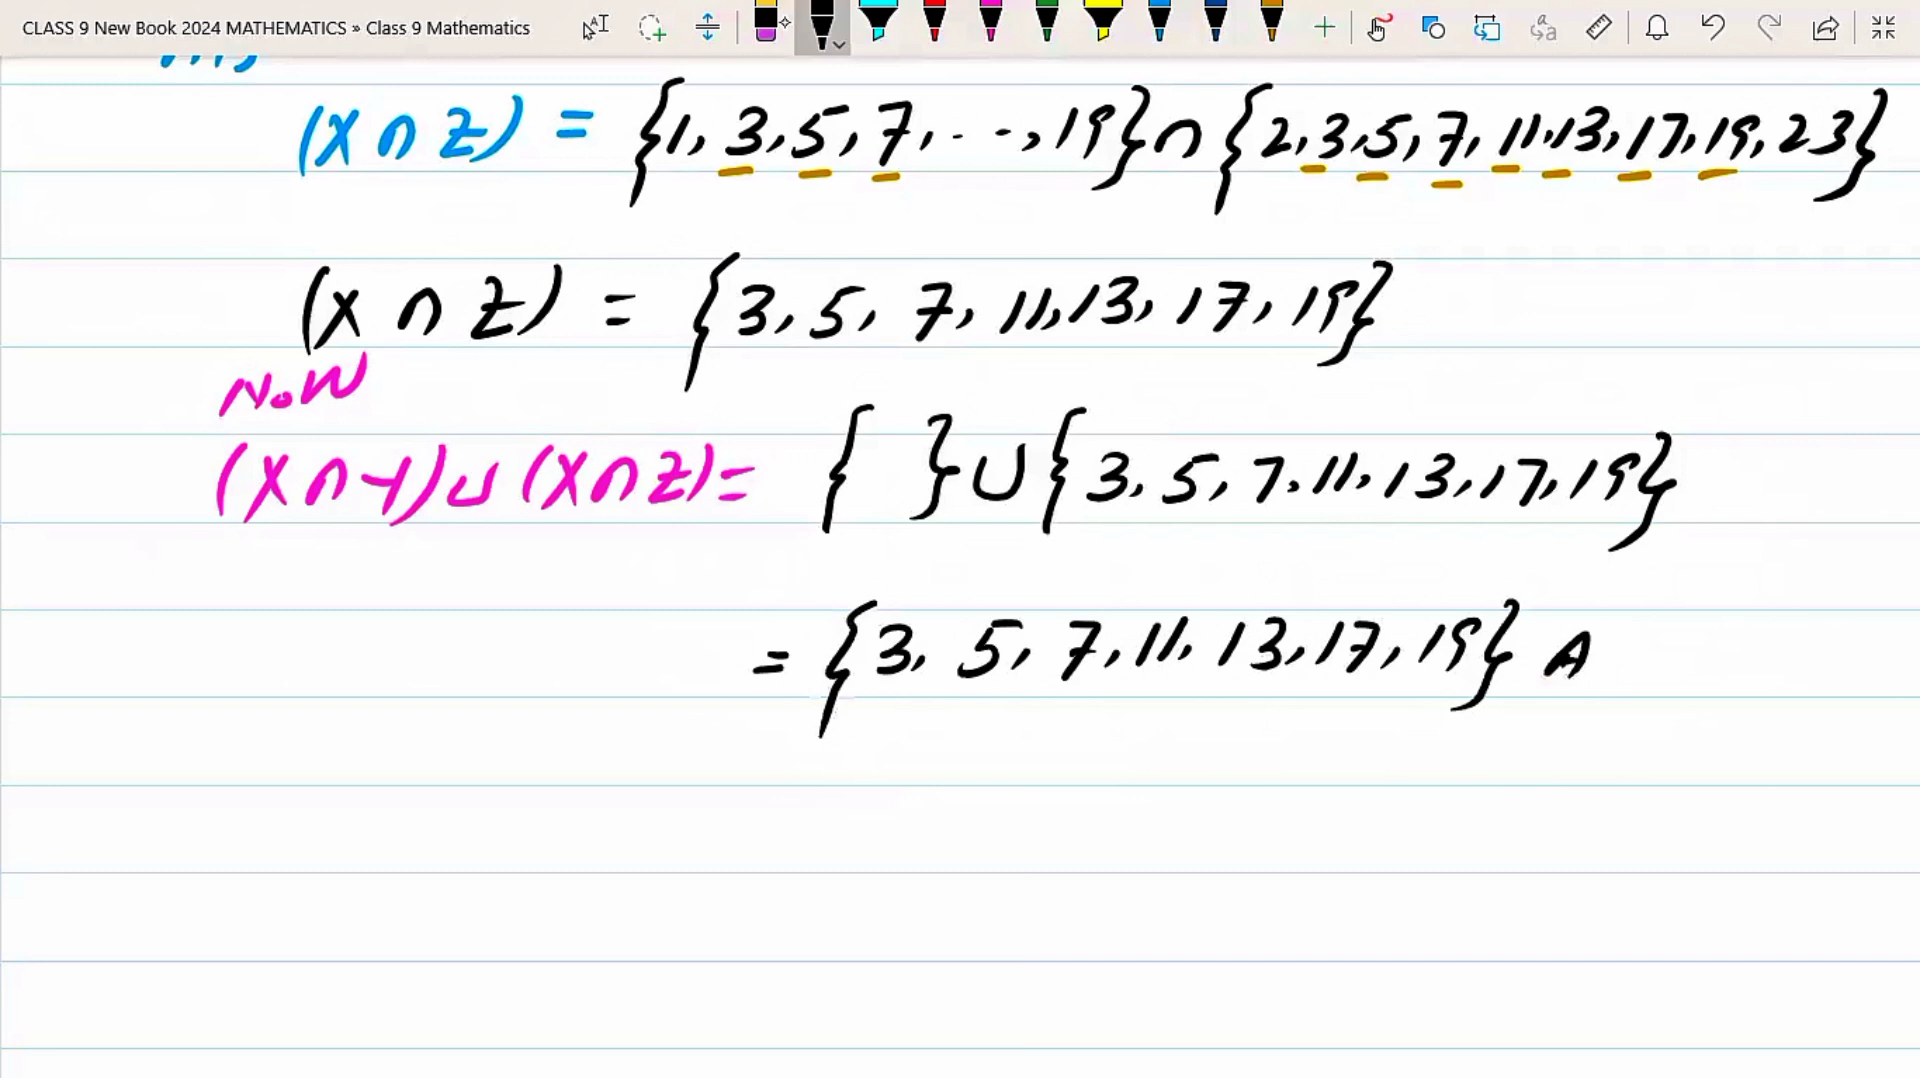 CLASS 9 New Book 2024 MATHEMATICS » Class 9 Mathematics
(X ∩ Z) = {1, 3, 5, 7, ..., 19} ∩ {2, 3, 5, 7, 11, 13, 17, 19, 23}
(X ∩ Z) = {3, 5, 7, 11, 13, 17, 19}
NOW
(X ∩ Y) ∪ (X ∩ Z) = { } ∪ {3, 5, 7, 11, 13, 17, 19}
= {3, 5, 7, 11, 13, 17, 19} A